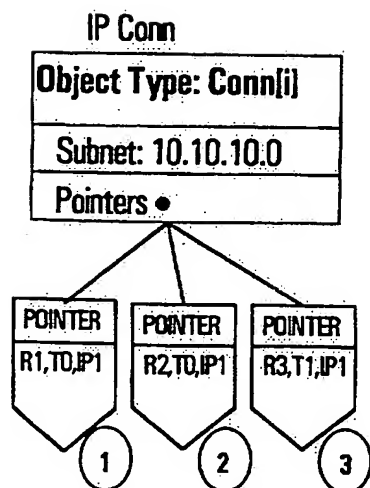 IP Conn
Object Type: Conn[i]
Subnet: 10.10.10.0
Pointers
POINTER POINTER POINTER
R1,T0,IP1 R2,T0,IP1 R3,T1,IP1
1 2 3